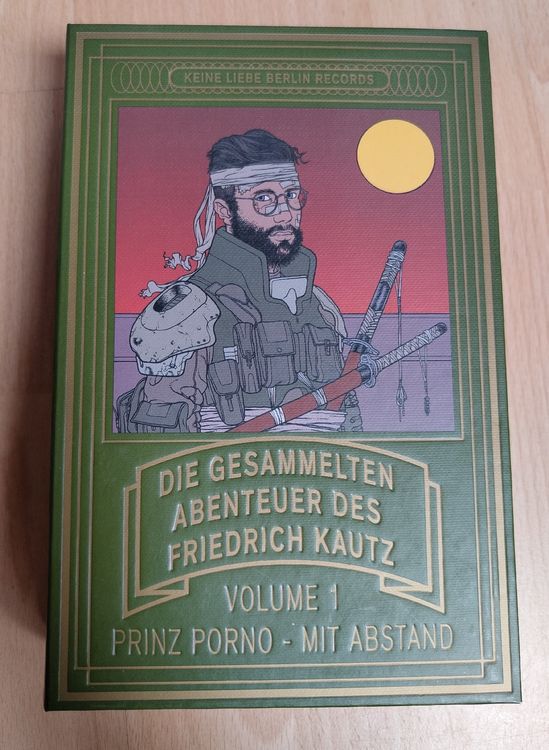 KEINE LIEBE BERLIN RECORDS
DIE GESAMMELTEN
ABENTEUER DES
FRIEDRICH KAUTZ
VOLUME 1
PRINZ PORNO - MIT ABSTAND